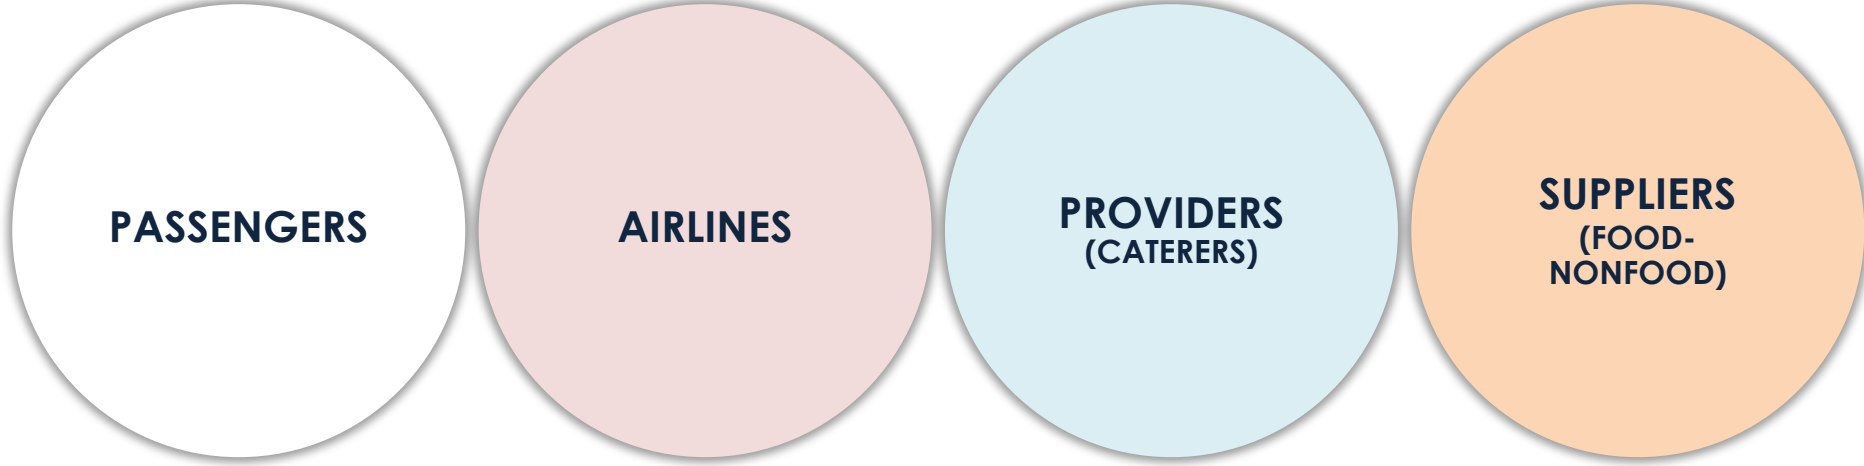 PASSENGERS
AIRLINES
PROVIDERS
(CATERERS)
SUPPLIERS
(FOOD-
NONFOOD)